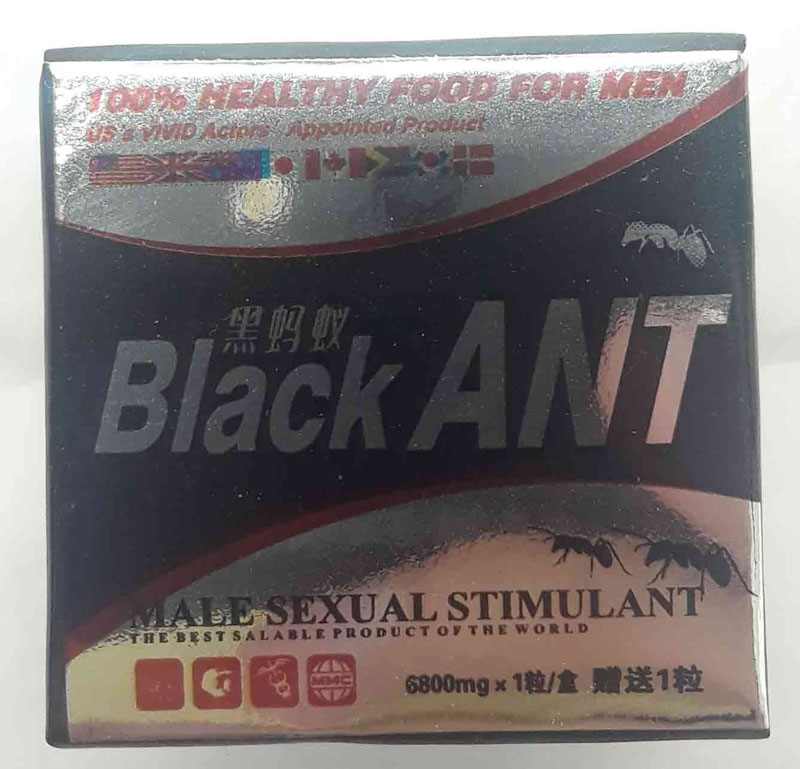 100% HEALTHY FOOD FOR MEN
US's VIVID Actors Appointed Product
黑蚂蚁
Black ANT
MALE SEXUAL STIMULANT
THE BEST SALABLE PRODUCT OF THE WORLD
MMC
6800mg x 1粒/盒 赠送1粒